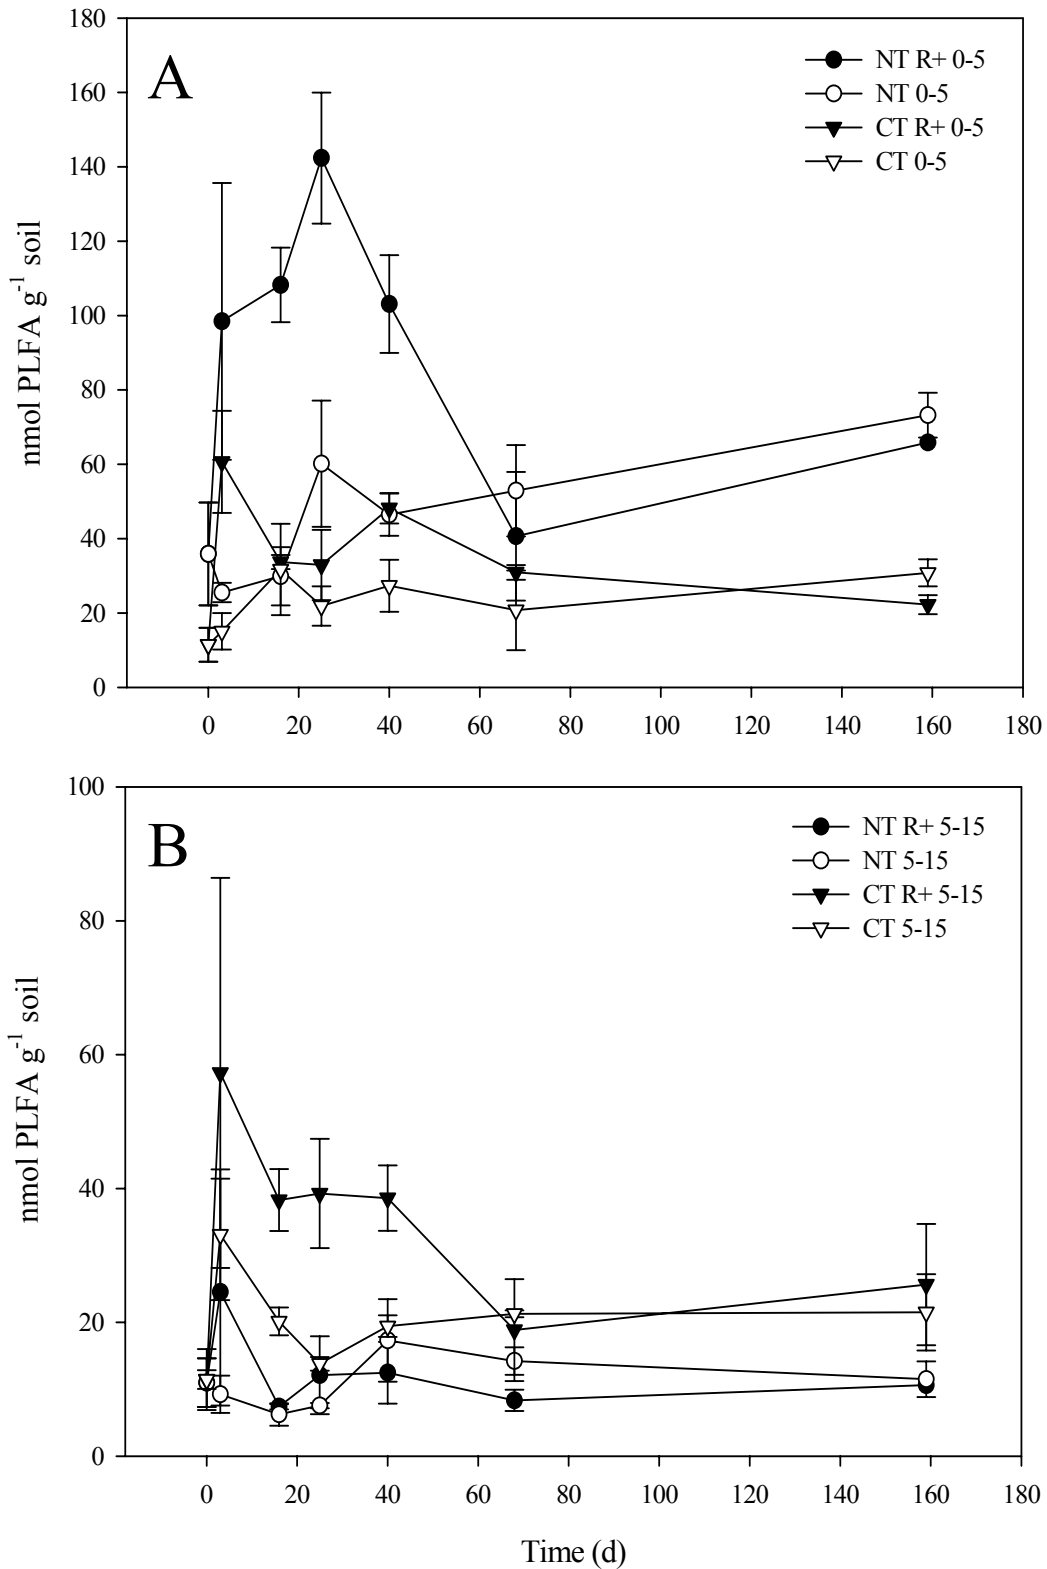 180
160
140
120
100
80
60
40
20
0
nmol PLFA g-1 soil
A
NT R+ 0-5
NT 0-5
CT R+ 0-5
CT 0-5
0 20 40 60 80 100 120 140 160 180
100
80
60
40
20
0
nmol PLFA g-1 soil
B
NT R+ 5-15
NT 5-15
CT R+ 5-15
CT 5-15
0 20 40 60 80 100 120 140 160 180
Time (d)